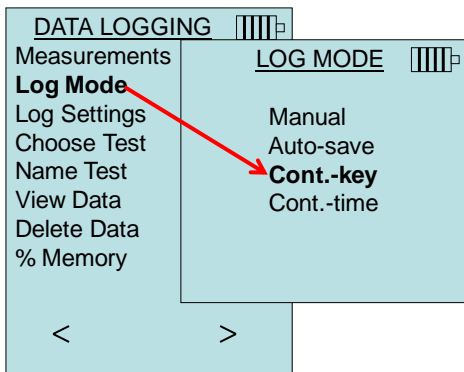 DATA LOGGING
Measurements
Log Mode
Log Settings
Choose Test
Name Test
View Data
Delete Data
% Memory
< >
LOG MODE
Manual
Auto-save
Cont.-key
Cont.-time